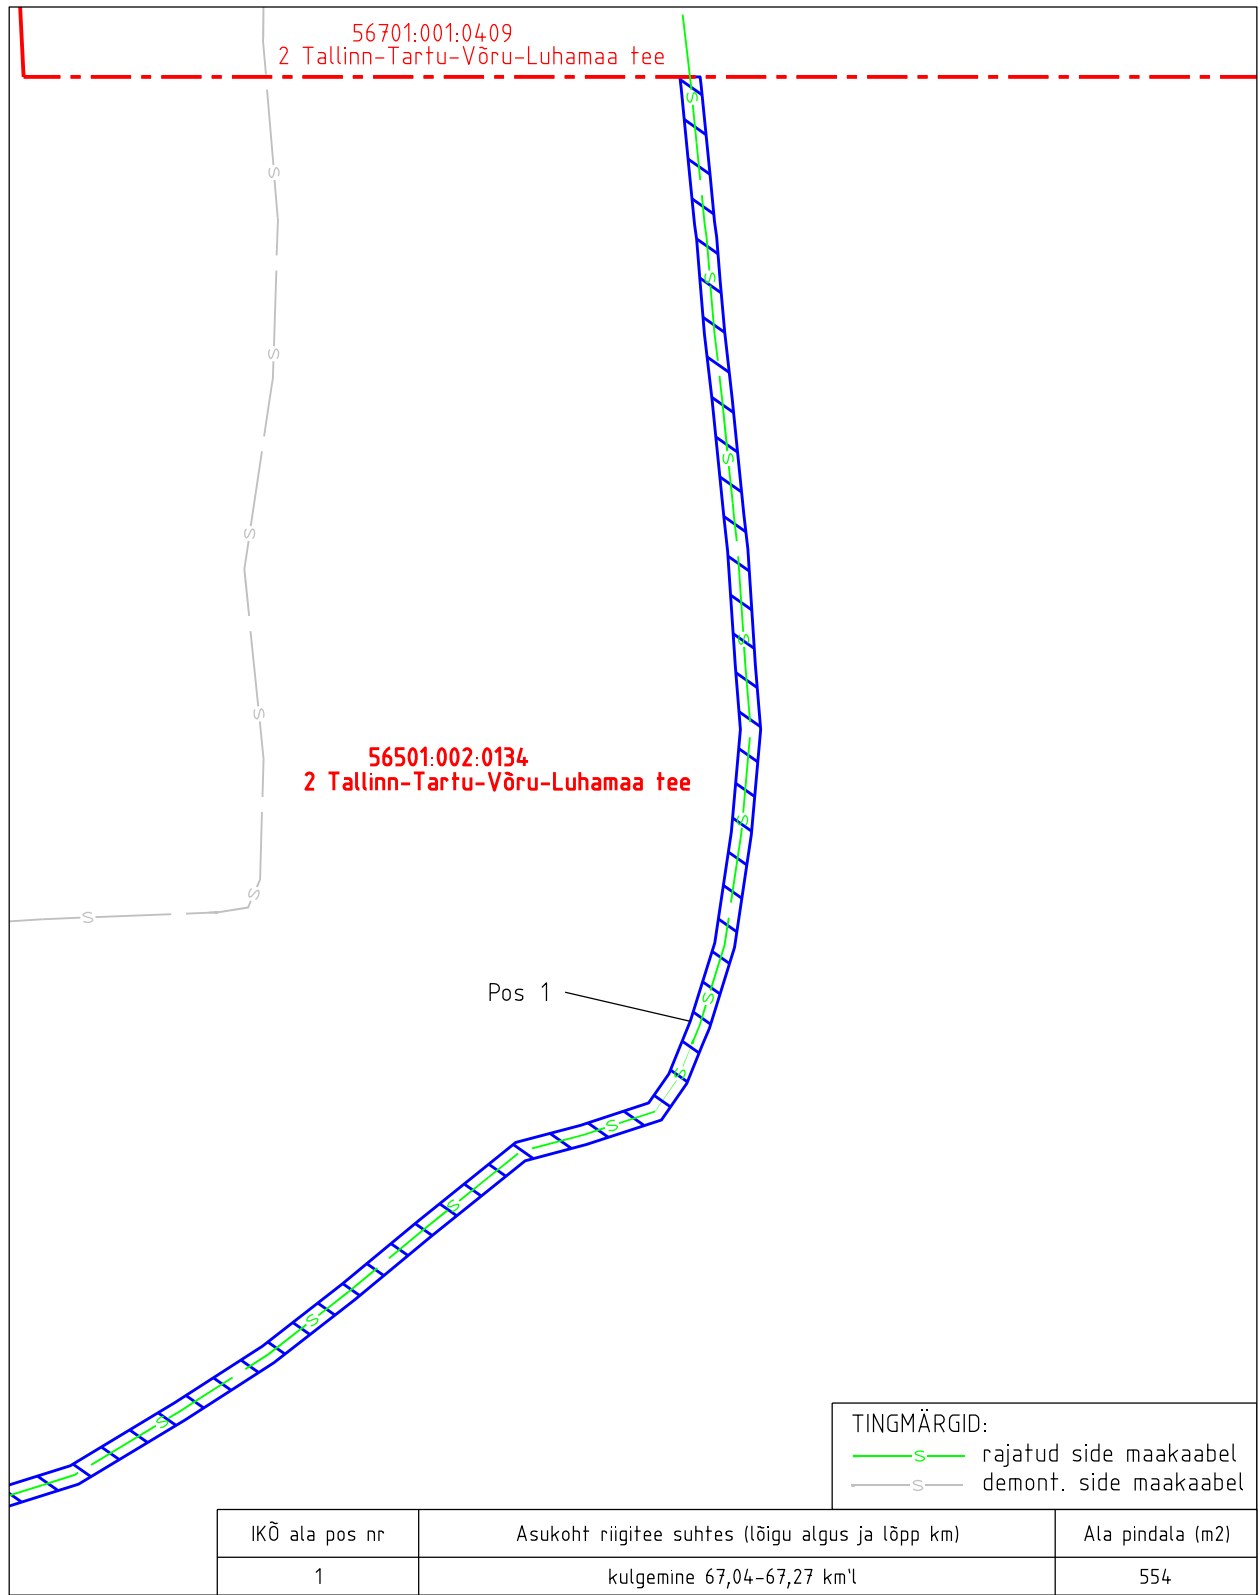 56701:001:0409
2 Tallinn-Tartu-Võru-Luhamaa tee
S
S
S
S
S
S
S
S
S
56501:002:0134
2 Tallinn-Tartu-Võru-Luhamaa tee
S
S
S
Pos 1
S
S
S
S
S
S
TINGMÄRGID:
S rajatud side maakaabel
S demont. side maakaabel
IKÕ ala pos nr Asukoht riigitee suhtes (lõigu algus ja lõpp km) Ala pindala (m2)
1 kulgemine 67,04-67,27 km'l 554